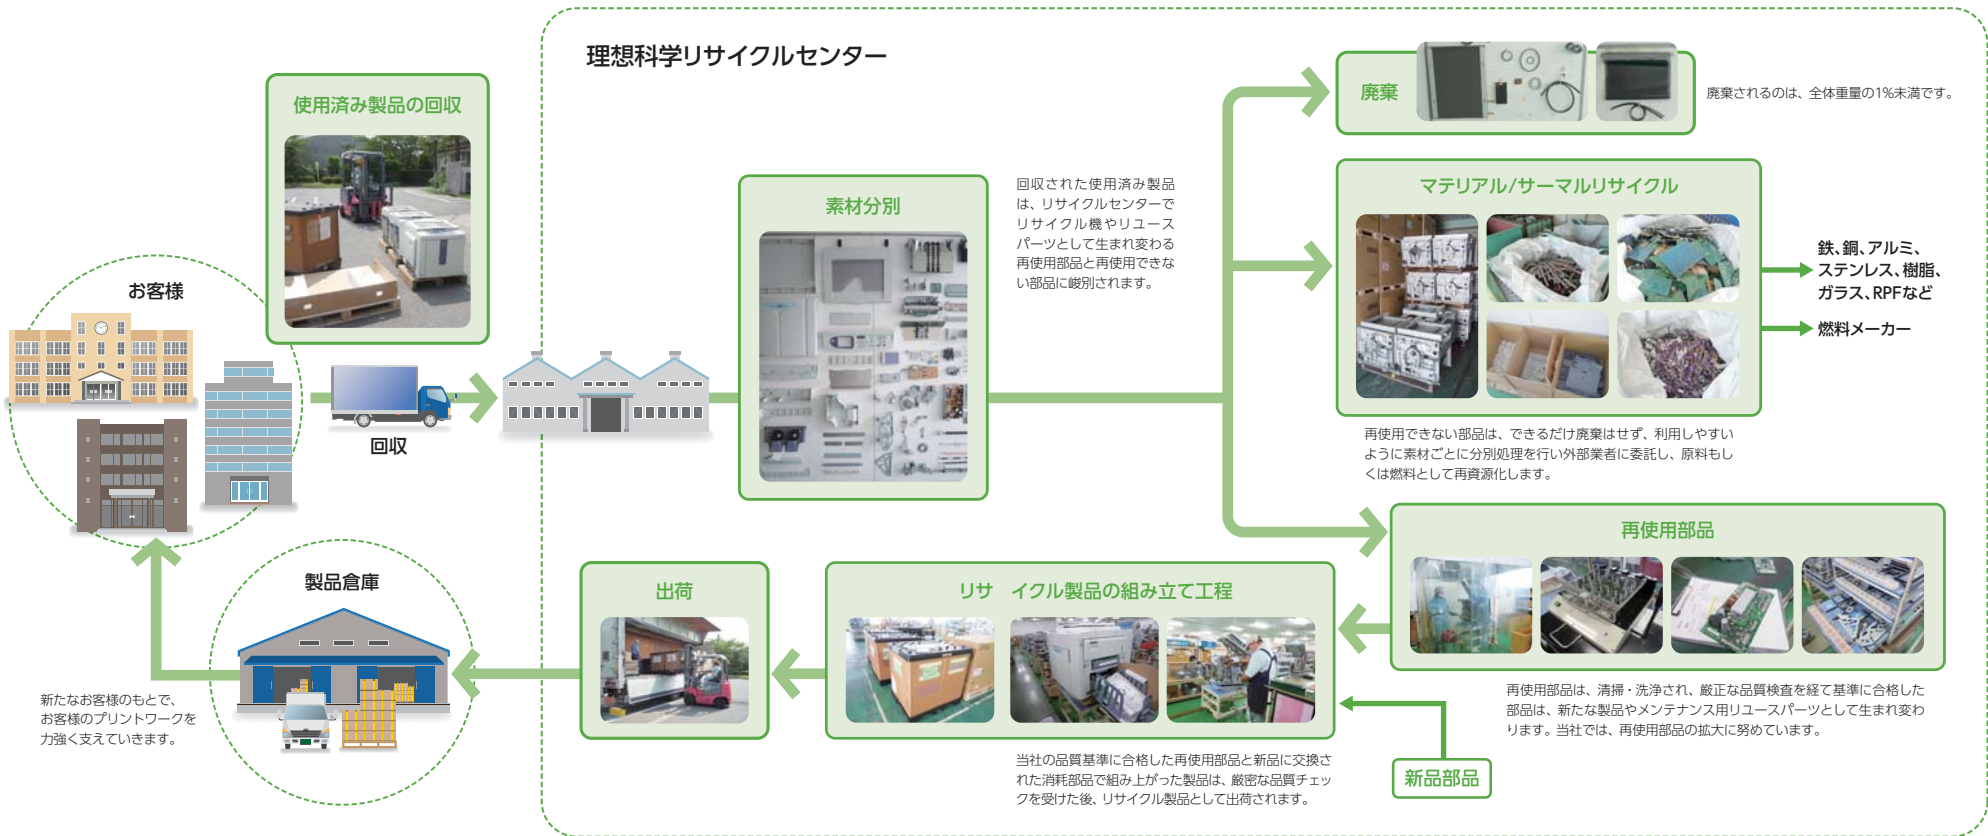 理想科学リサイクルセンター
使用済み製品の回収
お客様
回収
素材分別
回収された使用済み製品
は、リサイクルセンターで
リサイクル機やリユース
パーツとして生まれ変わる
再使用部品と再使用できな
い部品に峻別されます。
廃棄
廃棄されるのは、全体重量の1%未満です。
マテリアル/サーマルリサイクル
鉄、銅、アルミ、
ステンレス、樹脂、
ガラス、RPFなど
燃料メーカー
再使用できない部品は、できるだけ廃棄はせず、利用しやすい
ように素材ごとに分別処理を行い外部業者に委託し、原料もし
くは燃料として再資源化します。
再使用部品
再使用部品は、清掃・洗浄され、厳正な品質検査を経て基準に合格した
部品は、新たな製品やメンテナンス用リユースパーツとして生まれ変わ
ります。当社では、再使用部品の拡大に努めています。
新品部品
リサ　イクル製品の組み立て工程
当社の品質基準に合格した再使用部品と新品に交換さ
れた消耗部品で組み上がった製品は、厳密な品質チェッ
クを受けた後、リサイクル製品として出荷されます。
出荷
製品倉庫
新たなお客様のもとで、
お客様のプリントワークを
力強く支えていきます。